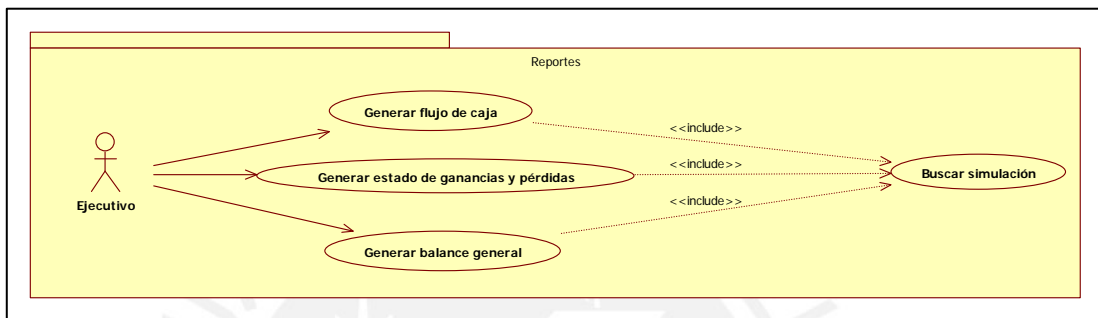 Reportes
Generar flujo de caja
<<include>>
<<include>>
Generar estado de ganancias y pérdidas
Buscar simulación
Ejecutivo
<<include>>
Generar balance general